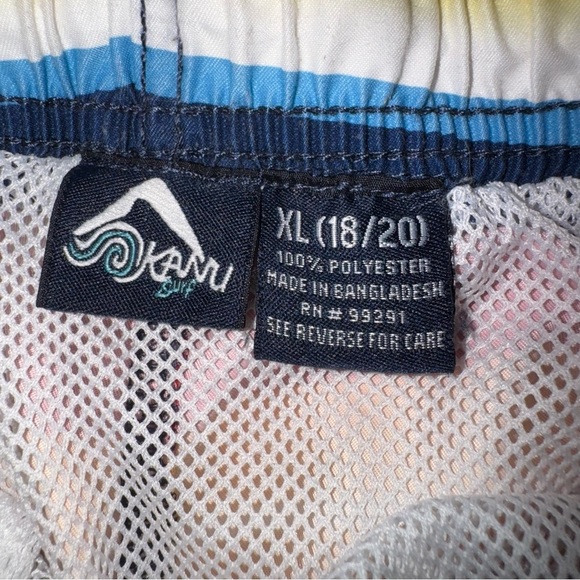 KANU
Surf
XL (18/20)
100% POLYESTER
MADE IN BANGLADESH
RN # 99291
SEE REVERSE FOR CARE